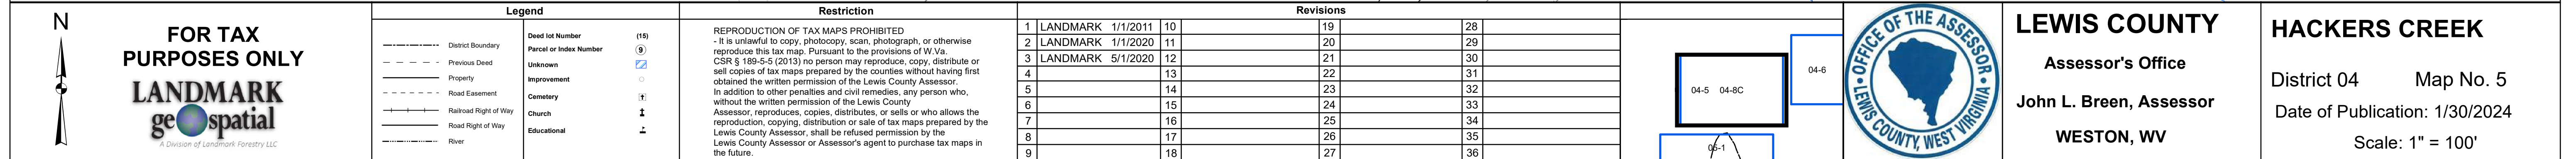 N
FOR TAX
PURPOSES ONLY
LANDMARK
geospatial
A Division of Landmark Forestry LLC
Legend
District Boundary
Previous Deed
Property
Road Easement
Railroad Right of Way
Road Right of Way
River
Deed lot Number (15)
Parcel or Index Number 9
Unknown
Improvement
Cemetery
Church
Educational
Restriction
REPRODUCTION OF TAX MAPS PROHIBITED
- It is unlawful to copy, photocopy, scan, photograph, or otherwise
reproduce this tax map. Pursuant to the provisions of W.Va.
CSR § 189-5-5 (2013) no person may reproduce, copy, distribute or
sell copies of tax maps prepared by the counties without having first
obtained the written permission of the Lewis County Assessor.
In addition to other penalties and civil remedies, any person who,
without the written permission of the Lewis County
Assessor, reproduces, copies, distributes, or sells or who allows the
reproduction, copying, distribution or sale of tax maps prepared by the
Lewis County Assessor, shall be refused permission by the
Lewis County Assessor or Assessor's agent to purchase tax maps in
the future.
Revisions
1 LANDMARK 1/1/2011 10 19 28
2 LANDMARK 1/1/2020 11 20 29
3 LANDMARK 5/1/2020 12 21 30
4 13 22 31
5 14 23 32
6 15 24 33
7 16 25 34
8 17 26 35
9 18 27 36
04-6
04-5 04-8C
05-1
OFFICE OF THE ASSESSOR
LEWIS COUNTY, WEST VIRGINIA
LEWIS COUNTY
Assessor's Office
John L. Breen, Assessor
WESTON, WV
HACKERS CREEK
District 04 Map No. 5
Date of Publication: 1/30/2024
Scale: 1" = 100'